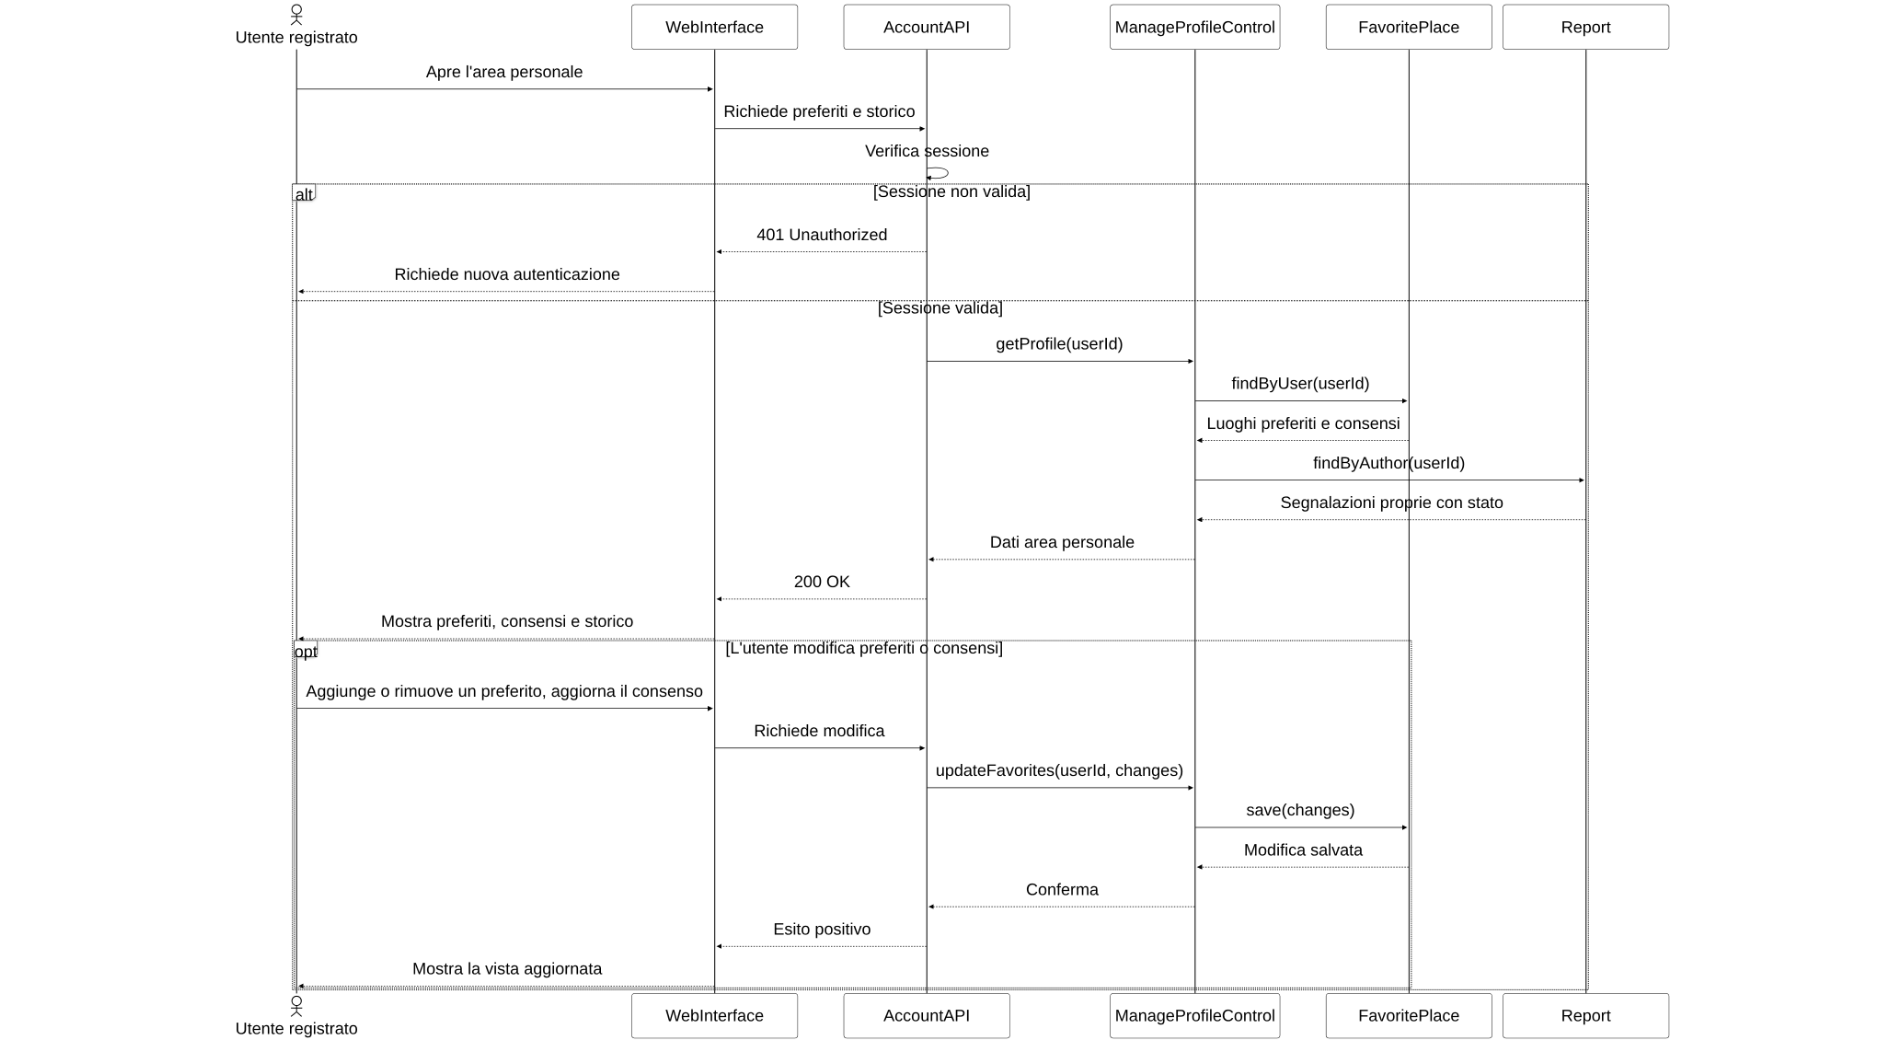 Utente registrato
WebInterface
AccountAPI
ManageProfileControl
FavoritePlace
Report
Apre l'area personale
Richiede preferiti e storico
Verifica sessione
alt
[Sessione non valida]
401 Unauthorized
Richiede nuova autenticazione
[Sessione valida]
getProfile(userId)
findByUser(userId)
Luoghi preferiti e consensi
findByAuthor(userId)
Segnalazioni proprie con stato
Dati area personale
200 OK
Mostra preferiti, consensi e storico
opt
[L'utente modifica preferiti o consensi]
Aggiunge o rimuove un preferito, aggiorna il consenso
Richiede modifica
updateFavorites(userId, changes)
save(changes)
Modifica salvata
Conferma
Esito positivo
Mostra la vista aggiornata
Utente registrato
WebInterface
AccountAPI
ManageProfileControl
FavoritePlace
Report